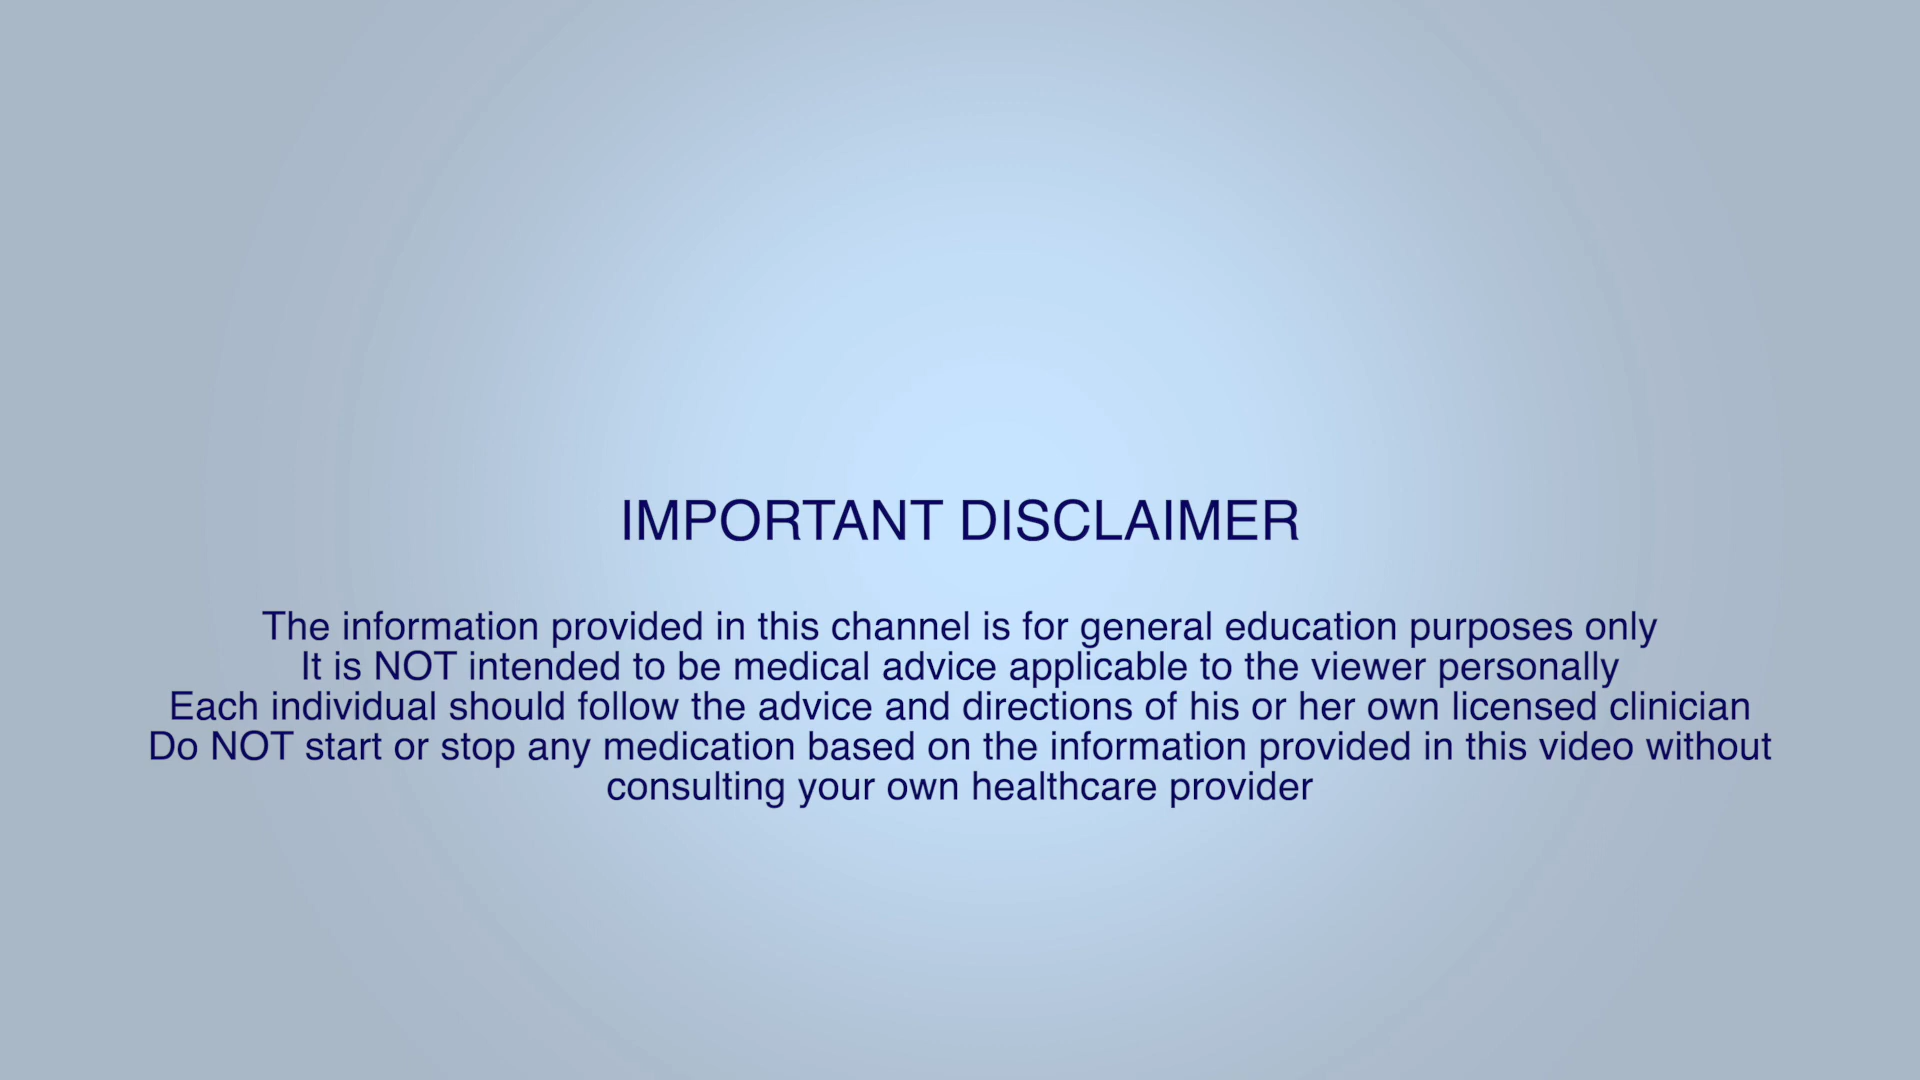 IMPORTANT DISCLAIMER
The information provided in this channel is for general education purposes only
It is NOT intended to be medical advice applicable to the viewer personally
Each individual should follow the advice and directions of his or her own licensed clinician
Do NOT start or stop any medication based on the information provided in this video without
consulting your own healthcare provider